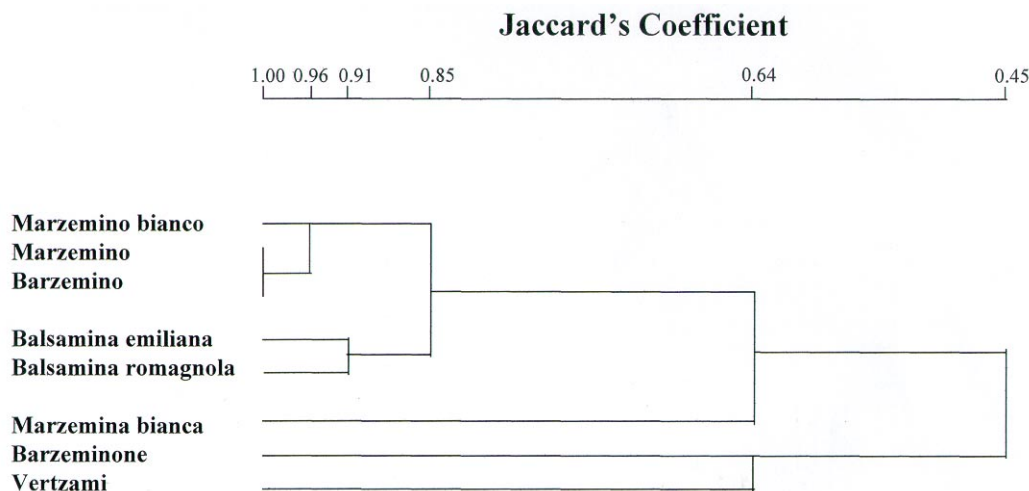 Jaccard’s Coefficient
1.00 0.96 0.91 0.85 0.64 0.45
Marzemino bianco
Marzemino
Barzemino
Balsamina emiliana
Balsamina romagnola
Marzemina bianca
Barzeminone
Vertzami